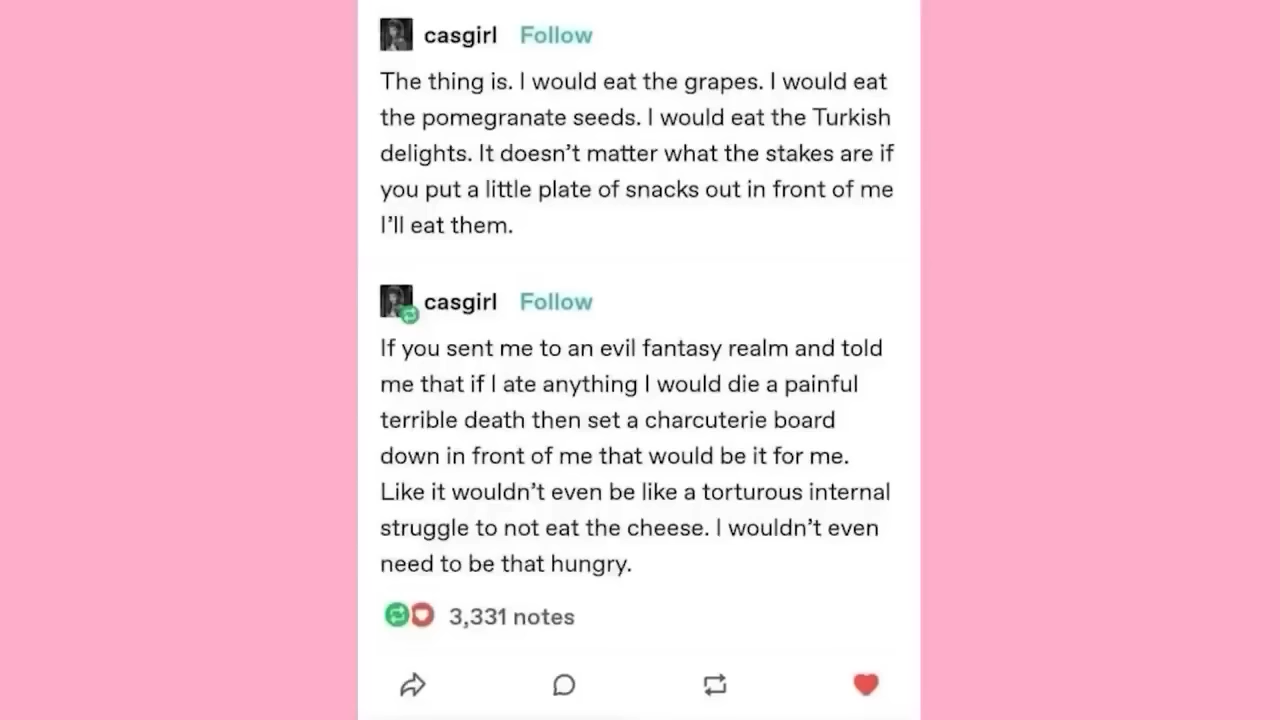 casgirl Follow
The thing is. I would eat the grapes. I would eat
the pomegranate seeds. I would eat the Turkish
delights. It doesn’t matter what the stakes are if
you put a little plate of snacks out in front of me
I’ll eat them.
casgirl Follow
If you sent me to an evil fantasy realm and told
me that if I ate anything I would die a painful
terrible death then set a charcuterie board
down in front of me that would be it for me.
Like it wouldn’t even be like a torturous internal
struggle to not eat the cheese. I wouldn’t even
need to be that hungry.
3,331 notes